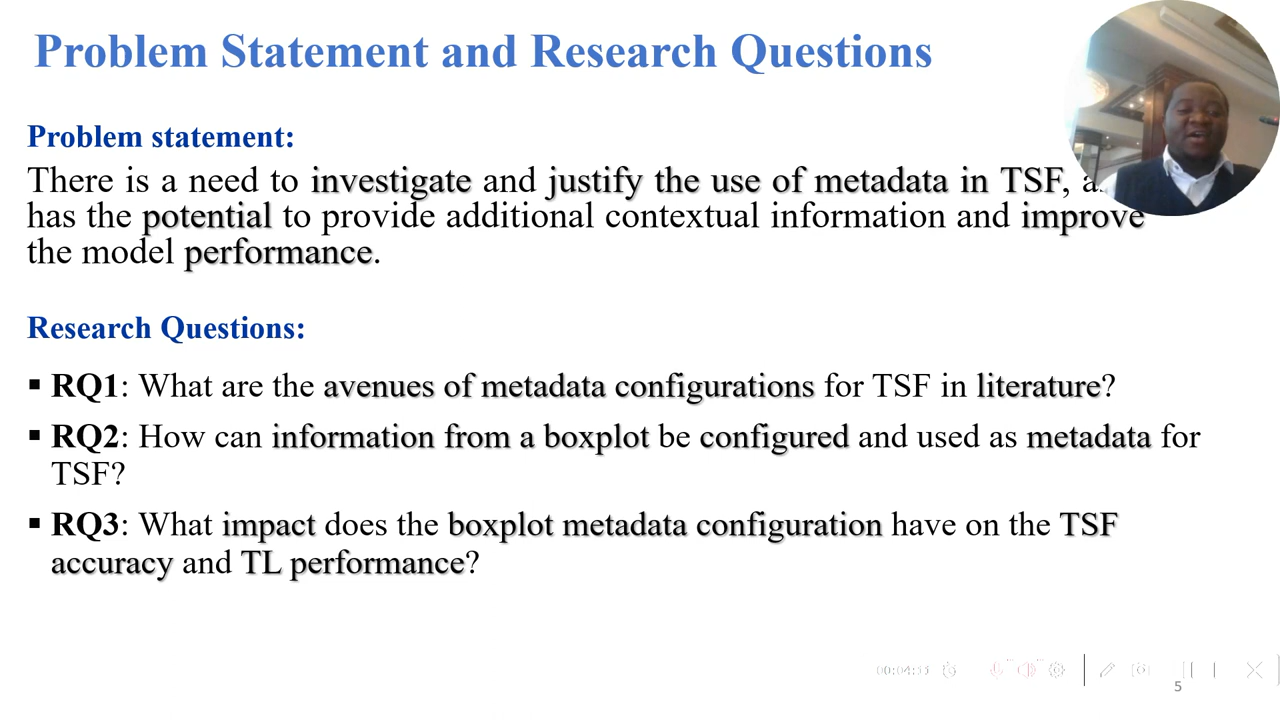 Problem Statement and Research Questions
Problem statement:
There is a need to investigate and justify the use of metadata in TSF,
has the potential to provide additional contextual information and improve
the model performance.
Research Questions:
▪ RQ1: What are the avenues of metadata configurations for TSF in literature?
▪ RQ2: How can information from a boxplot be configured and used as metadata for
TSF?
▪ RQ3: What impact does the boxplot metadata configuration have on the TSF
accuracy and TL performance?
5